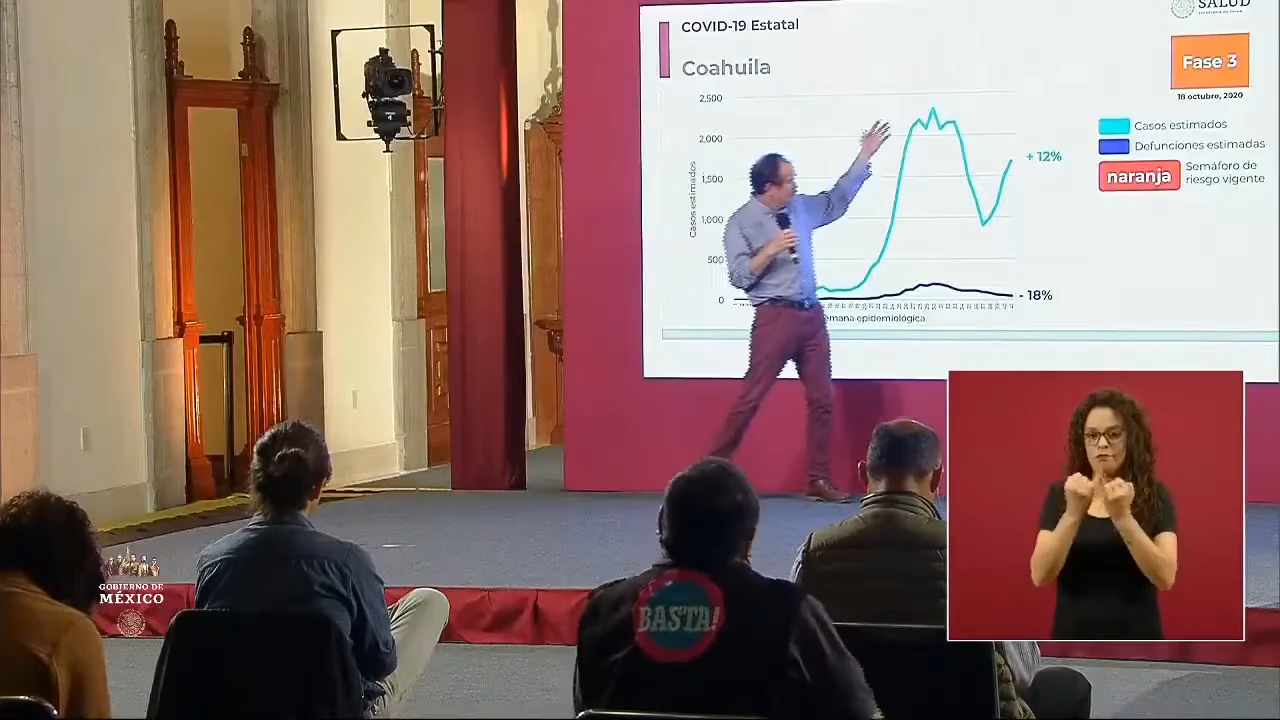 COVID-19 Estatal
Coahuila
SALUD
Fase 3
18 octubre, 2020
2,500
2,000
1,500
1,000
500
0
Casos estimados
+ 12%
- 18%
emana epidemiológica
Casos estimados
Defunciones estimadas
naranja
Semáforo de
riesgo vigente
GOBIERNO DE
MÉXICO
BASTA!